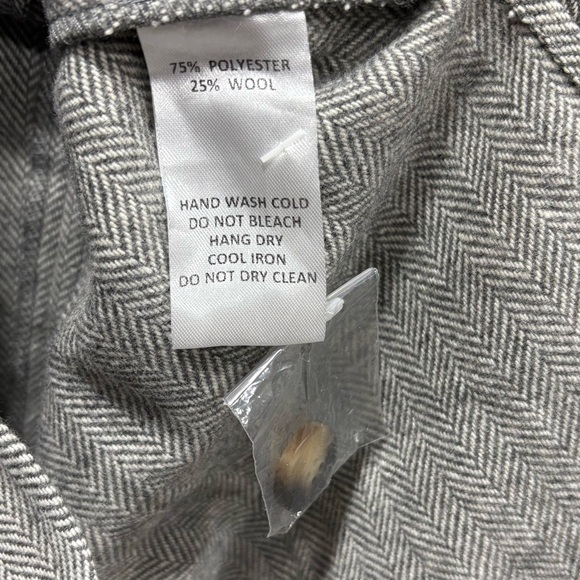 75% POLYESTER
25% WOOL
HAND WASH COLD
DO NOT BLEACH
HANG DRY
COOL IRON
DO NOT DRY CLEAN